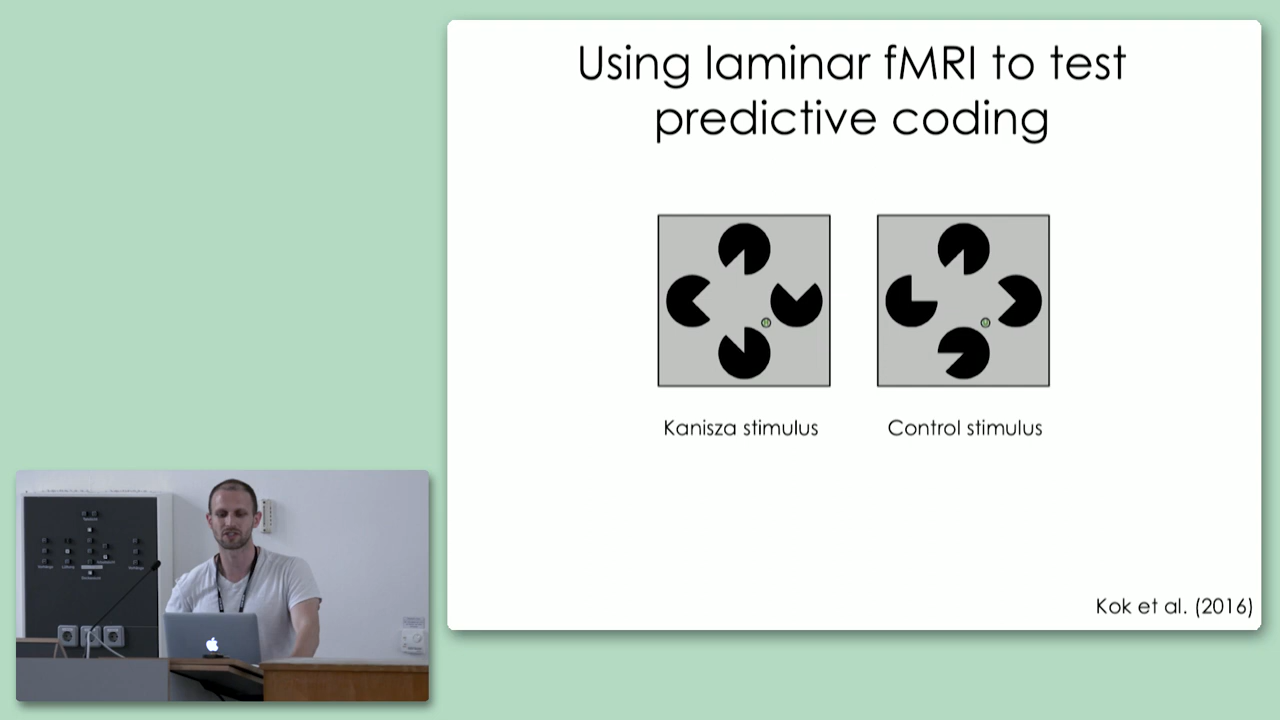 Using laminar fMRI to test
predictive coding
Kanisza stimulus
Control stimulus
Kok et al. (2016)